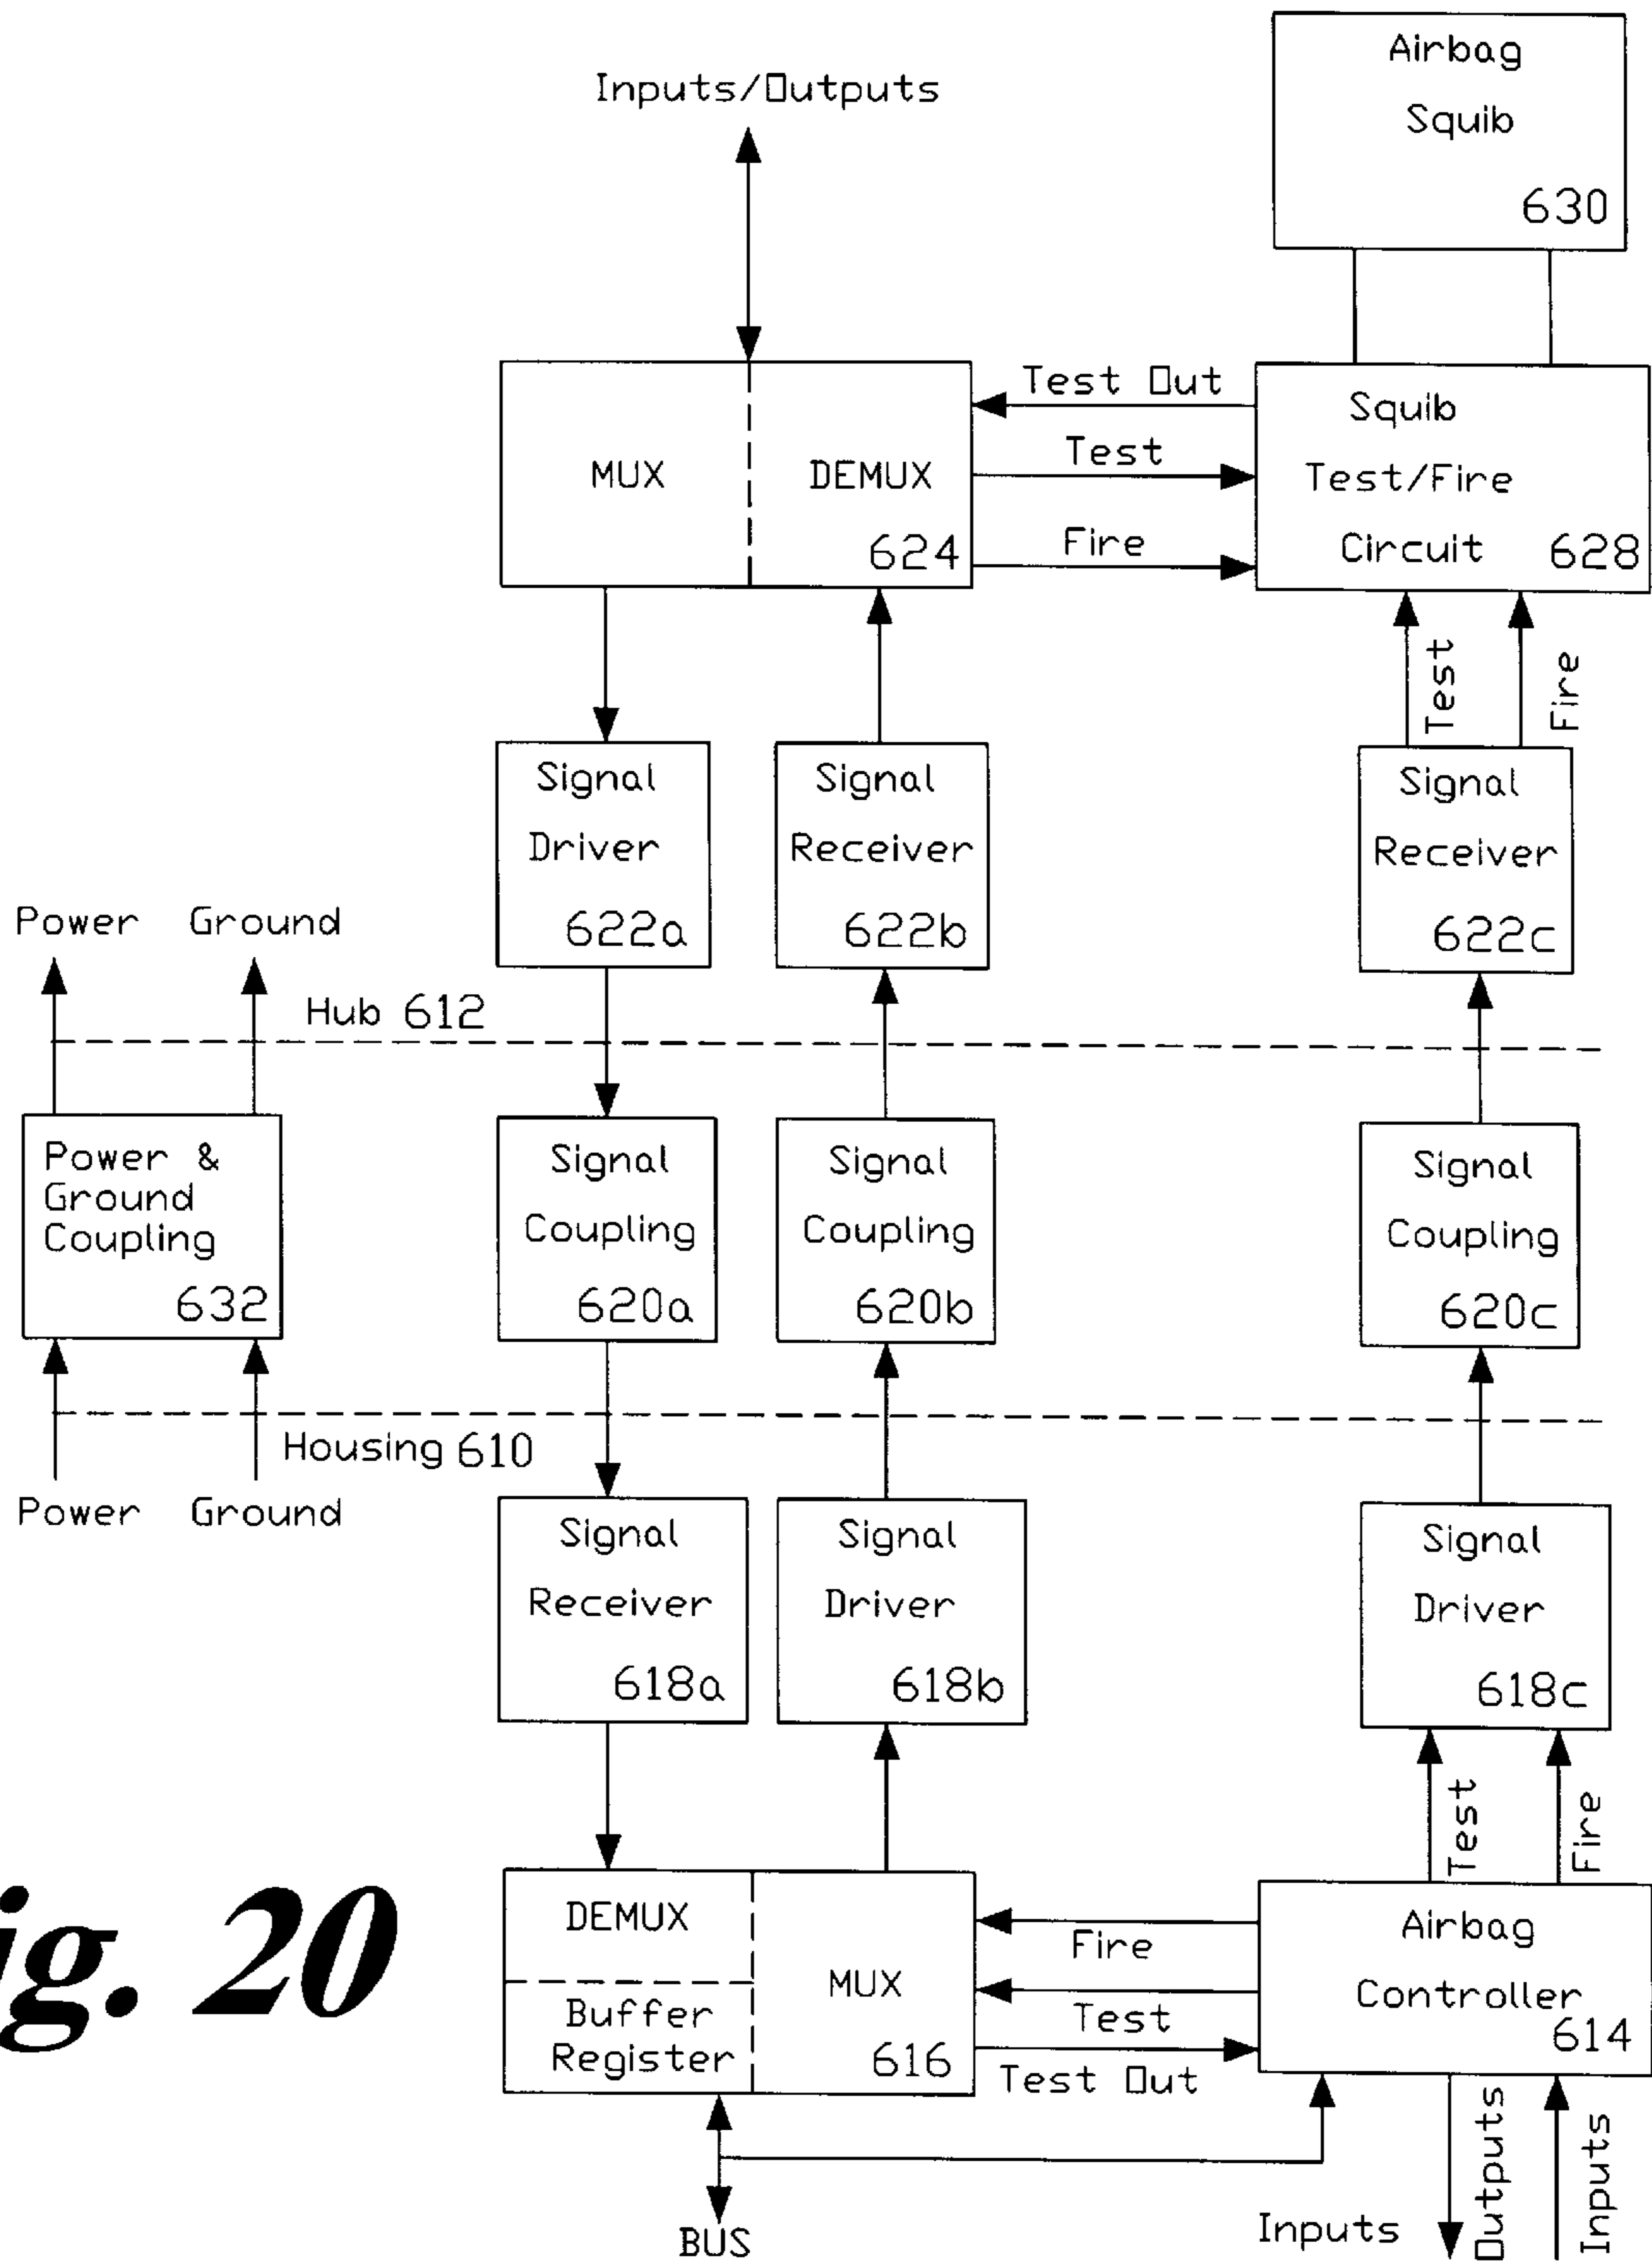 Airbag
Squib
630
Inputs/Outputs
Test Out
Test
Fire
MUX
DEMUX
624
Squib
Test/Fire
Circuit 628
Test
Fire
Signal
Driver
622a
Signal
Receiver
622b
Signal
Receiver
622c
Power Ground
Hub 612
Power &
Ground
Coupling
632
Signal
Coupling
620a
Signal
Coupling
620b
Signal
Coupling
620c
Housing 610
Power Ground
Signal
Receiver
618a
Signal
Driver
618b
Signal
Driver
618c
Test
Fire
DEMUX
Buffer
Register
MUX
616
Fire
Test
Test Out
Airbag
Controller
614
ig. 20
BUS
Inputs
Outputs
Inputs